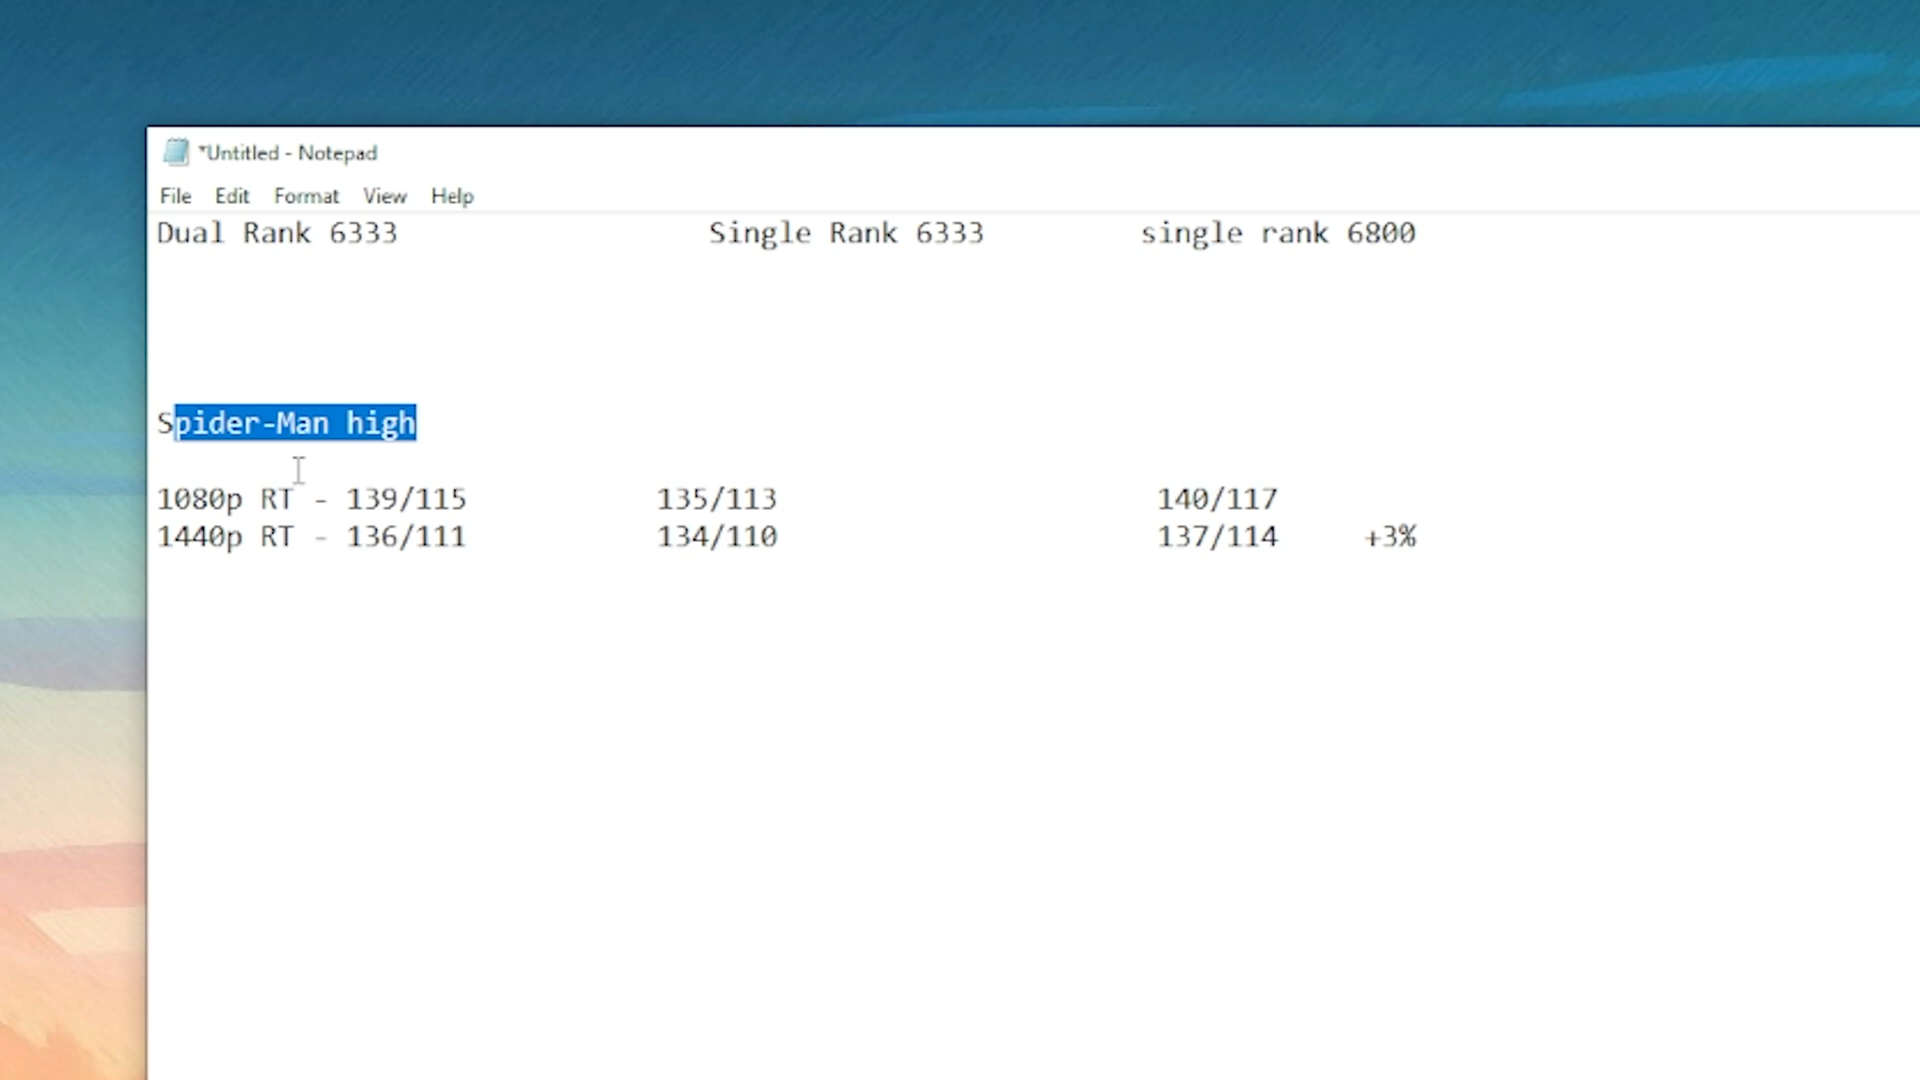 *Untitled - Notepad
File Edit Format View Help
Dual Rank 6333 Single Rank 6333 single rank 6800
Spider-Man high
1080p RT - 139/115 135/113 140/117
1440p RT - 136/111 134/110 137/114 +3%